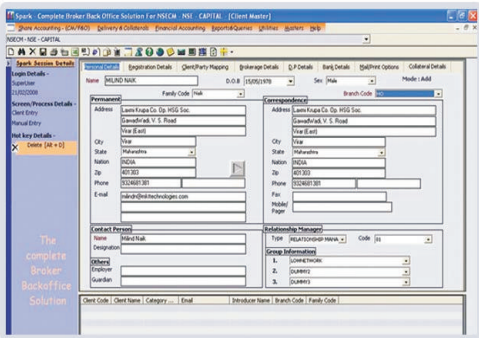 Spark - Complete Broker Back Office Solution For NSECM - NSE - CAPITAL [Client Master]
Share Accounting - (CAV/FAO) Delivery & Collaterals Financial Accounting Reports&Queries Utilities Masters Help
NSECM - NSE - CAPITAL
Spark Session Details
Login Details -
SuperUser
21/02/2008
Screen/Process Details -
Client Entry
Manual Entry
Hot key Details -
Delete [Alt + D]
The
complete
Broker
Backoffice
Solution
Personal Details Registration Details Client/Party Mapping Brokerage Details D.P Details Bank Details Mail/Print Options Collateral Details
Name MILIND NAIK D.O.B 15/05/1978 Sex Male Mode : Add
Family Code Naik Branch Code HO
Permanent
Address Laxmi Krupa Co. Op. HSG Soc.
Gawad Wadi, V. S. Road
Virar (East)
City Virar
State Maharashtra
Nation INDIA
Zip 401303
Phone 9324681381
E-mail milindn@nkltechnologies.com
Correspondence
Address Laxmi Krupa Co. Op. HSG Soc.
GawadWadi, V. S. Road
Virar (East)
City Virar
State Maharashtra
Nation INDIA
Zip 401303
Phone 9324681381
Fax
Mobile/
Pager
Contact Person
Name Milind Naik
Designation
Others
Employer
Guardian
Relationship Manager
Type RELATIONSHIP MANA Code 01
Group Information
1. LOWNETWORK
2. DUMMY2
3. DUMMY3
Client Code Client Name Category ... Email Introducer Name Branch Code Family Code